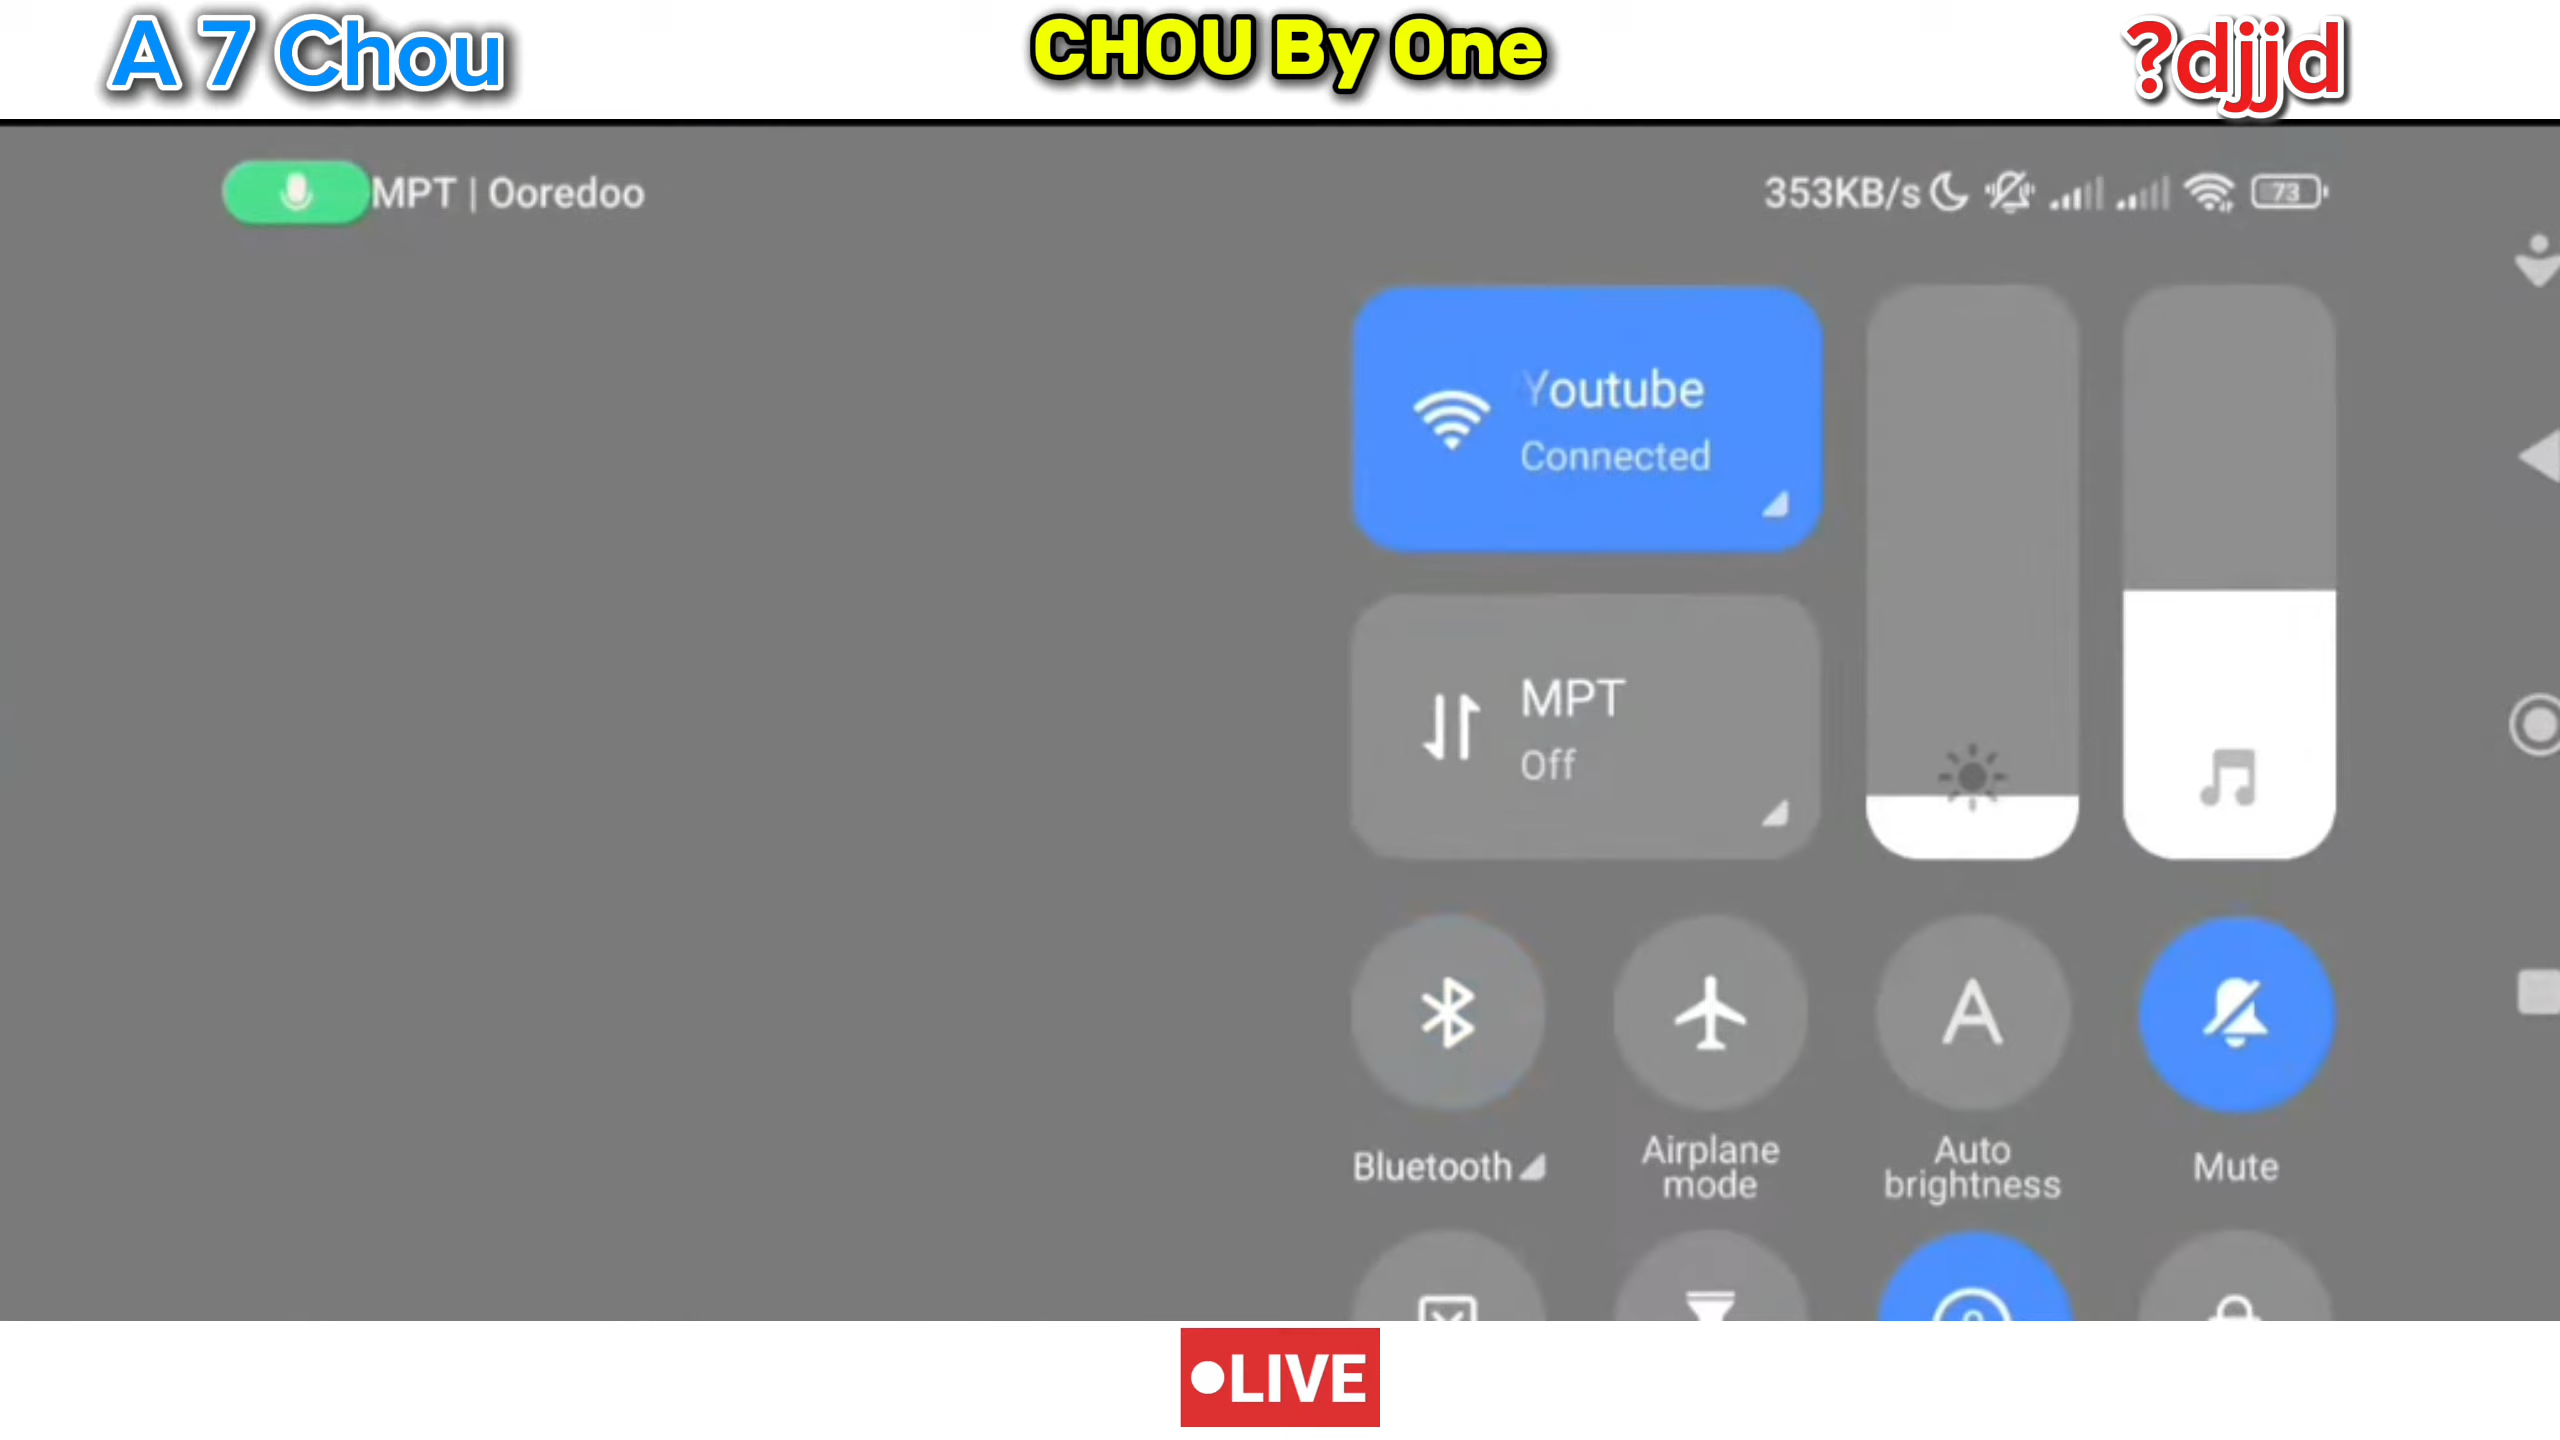 A 7 Chou
CHOU By One
?djjd
MPT | Ooredoo
353KB/s
73
Youtube
Connected
MPT
Off
Bluetooth
Airplane
mode
A
Auto
brightness
Mute
LIVE